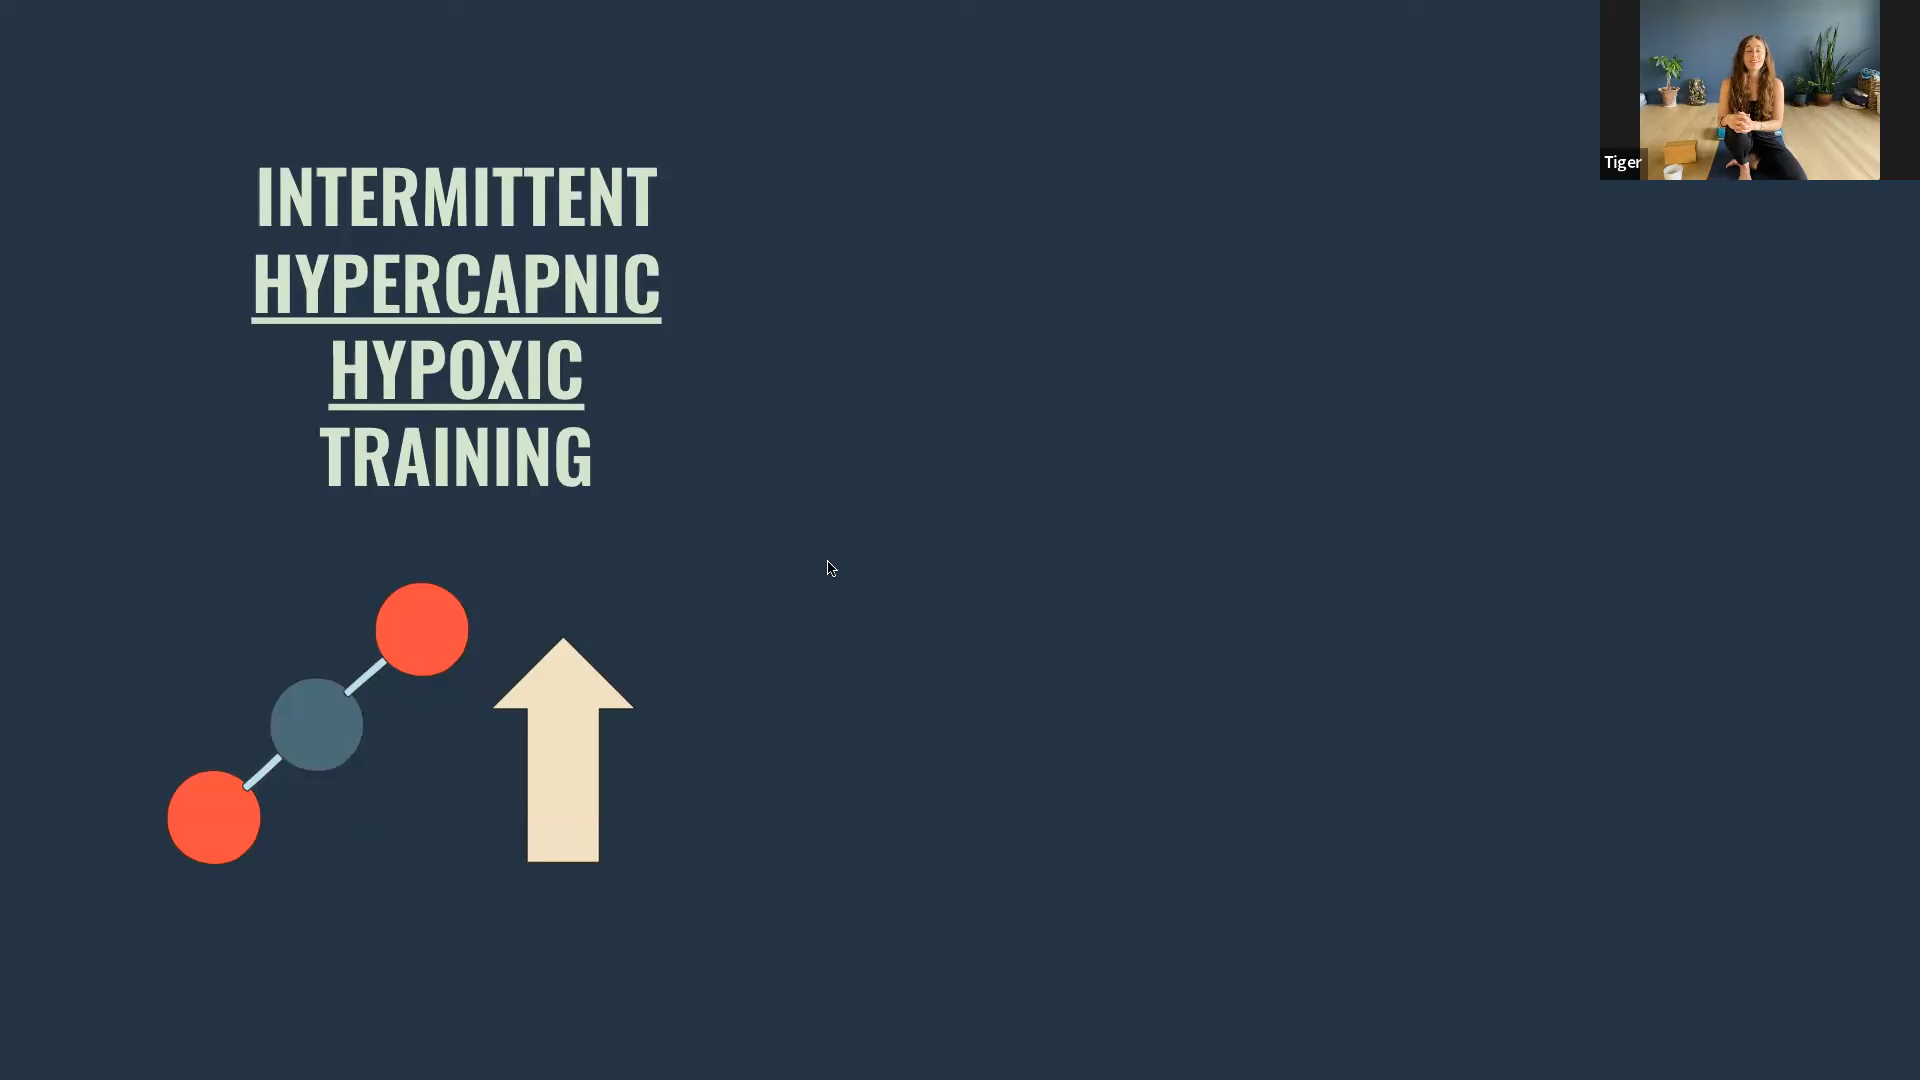 INTERMITTENT
HYPERCAPNIC
HYPOXIC
TRAINING
Tiger